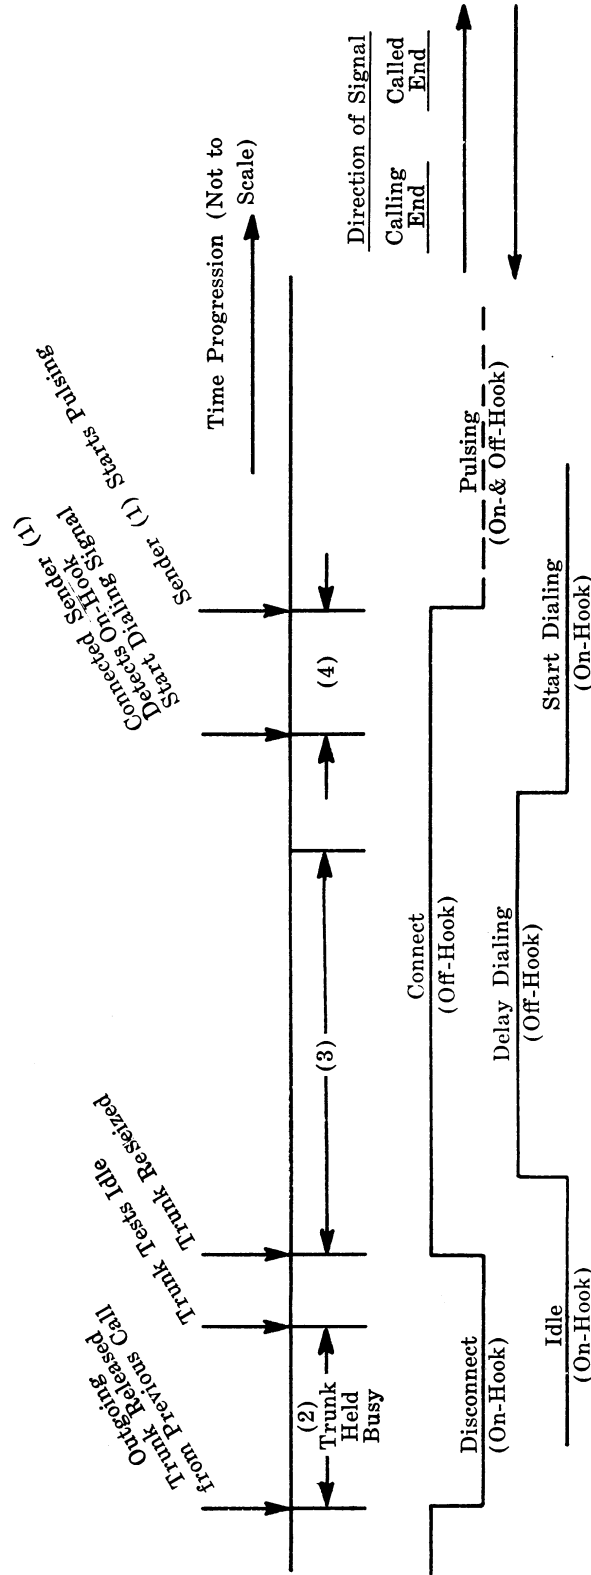 Outgoing
Trunk Released
from Previous Call
Trunk Tests Idle
Trunk Reseized
Connected Sender (1)
Detects On-Hook
Start Dialing Signal
Sender (1) Starts Pulsing
Time Progression (Not to
Scale)
(2)
Trunk
Held
Busy
(3)
(4)
Direction of Signal
Calling
End
Called
End
Disconnect
(On-Hook)
Connect
(Off-Hook)
Pulsing
(On-& Off-Hook)
Idle
(On-Hook)
Delay Dialing
(Off-Hook)
Start Dialing
(On-Hook)